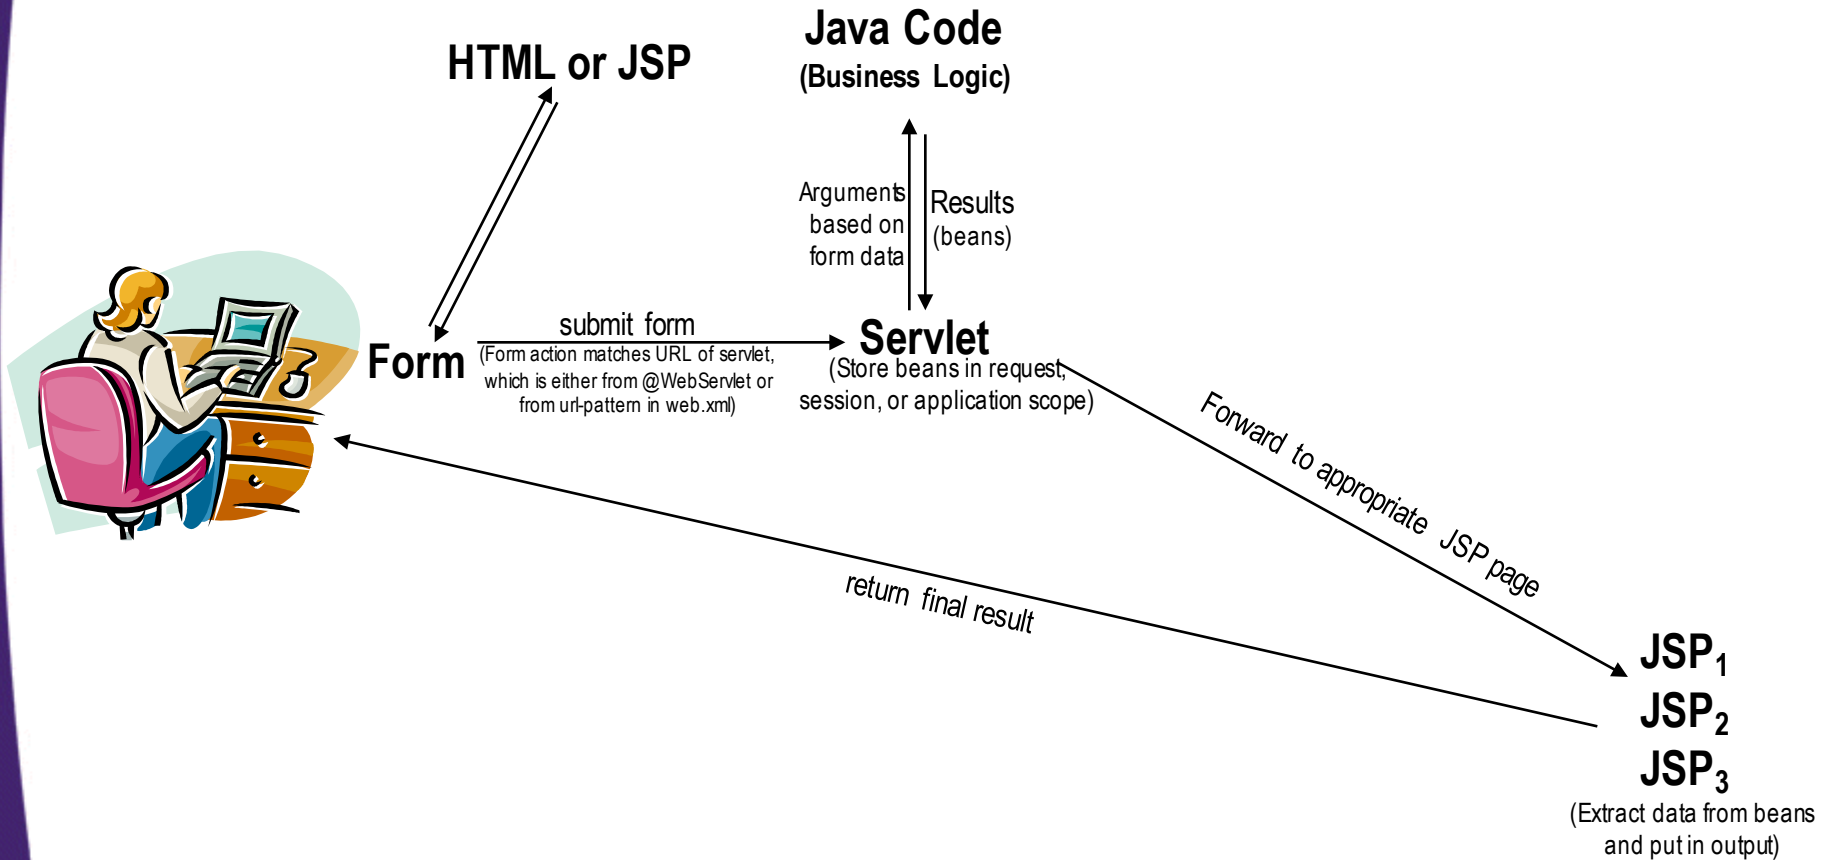 HTML or JSP
Java Code
(Business Logic)
Arguments
based on
form data
Results
(beans)
Form
submit form
(Form action matches URL of servlet,
which is either from @WebServlet or
from url-pattern in web.xml)
Servlet
(Store beans in request,
session, or application scope)
Forward to appropriate JSP page
return final result
JSP₁
JSP₂
JSP₃
(Extract data from beans
and put in output)